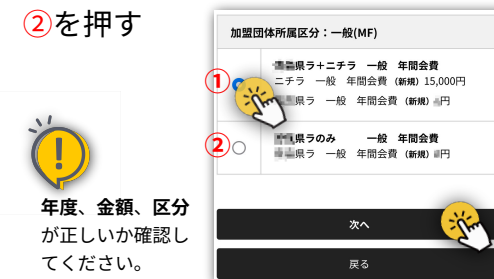 ②を押す
加盟団体所属区分：一般(MF)
①
県ラ＋ニチラ 一般 年間会費
ニチラ 一般 年間会費 (新規) 15,000円
県ラ 一般 年間会費 (新規) 円
②
県ラのみ 一般 年間会費
県ラ 一般 年間会費 (新規) 円
年度、金額、区分
が正しいか確認し
てください。
次へ
戻る